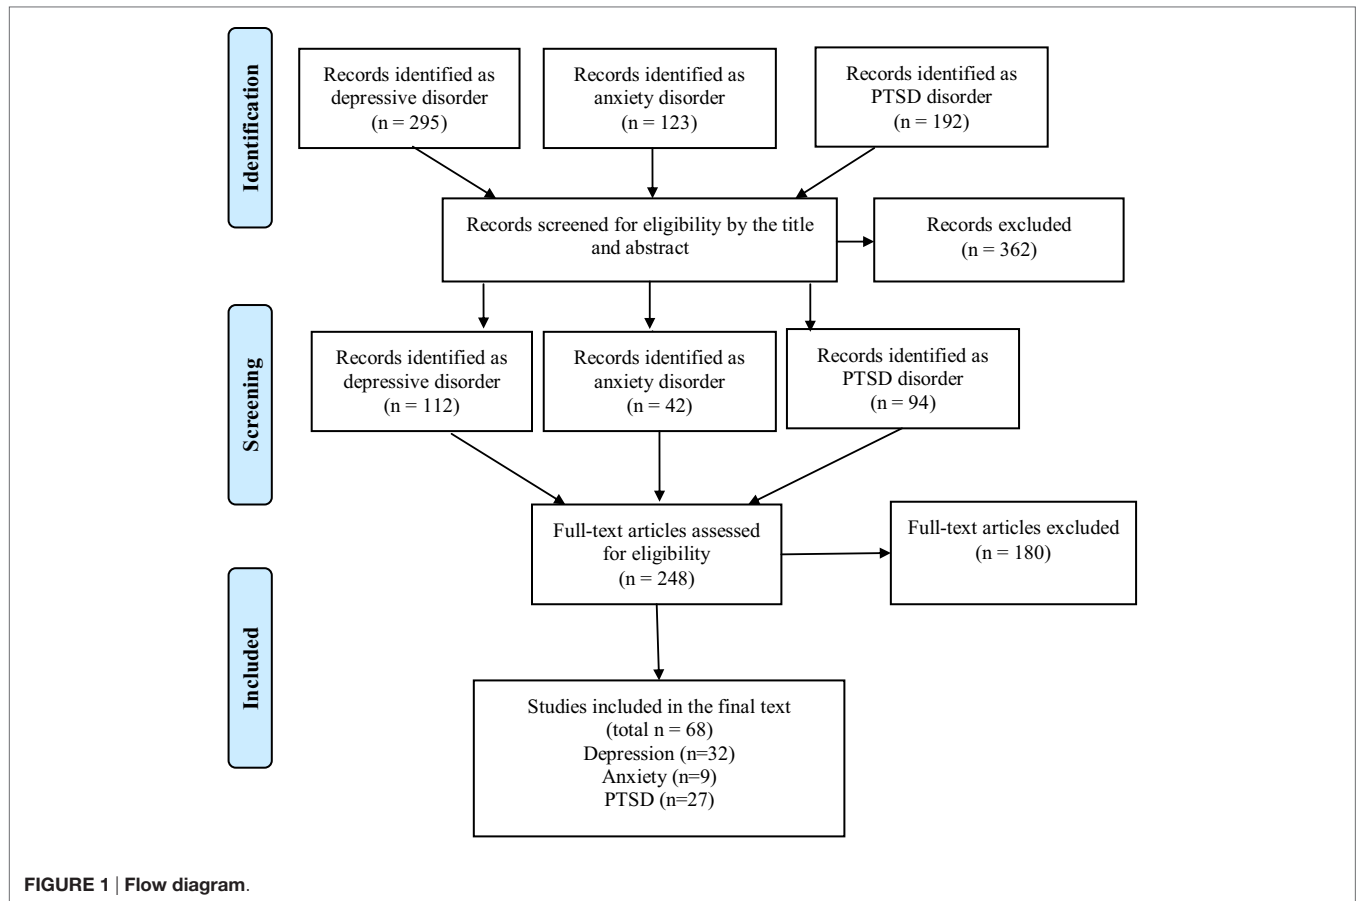 Identification
Records identified as
depressive disorder
(n = 295)
Records identified as
anxiety disorder
(n = 123)
Records identified as
PTSD disorder
(n = 192)
Records screened for eligibility by the title
and abstract
Records excluded
(n = 362)
Screening
Records identified as
depressive disorder
(n = 112)
Records identified as
anxiety disorder
(n = 42)
Records identified as
PTSD disorder
(n = 94)
Full-text articles assessed
for eligibility
(n = 248)
Full-text articles excluded
(n = 180)
Included
Studies included in the final text
(total n = 68)
Depression (n=32)
Anxiety (n=9)
PTSD (n=27)
FIGURE 1 | Flow diagram.